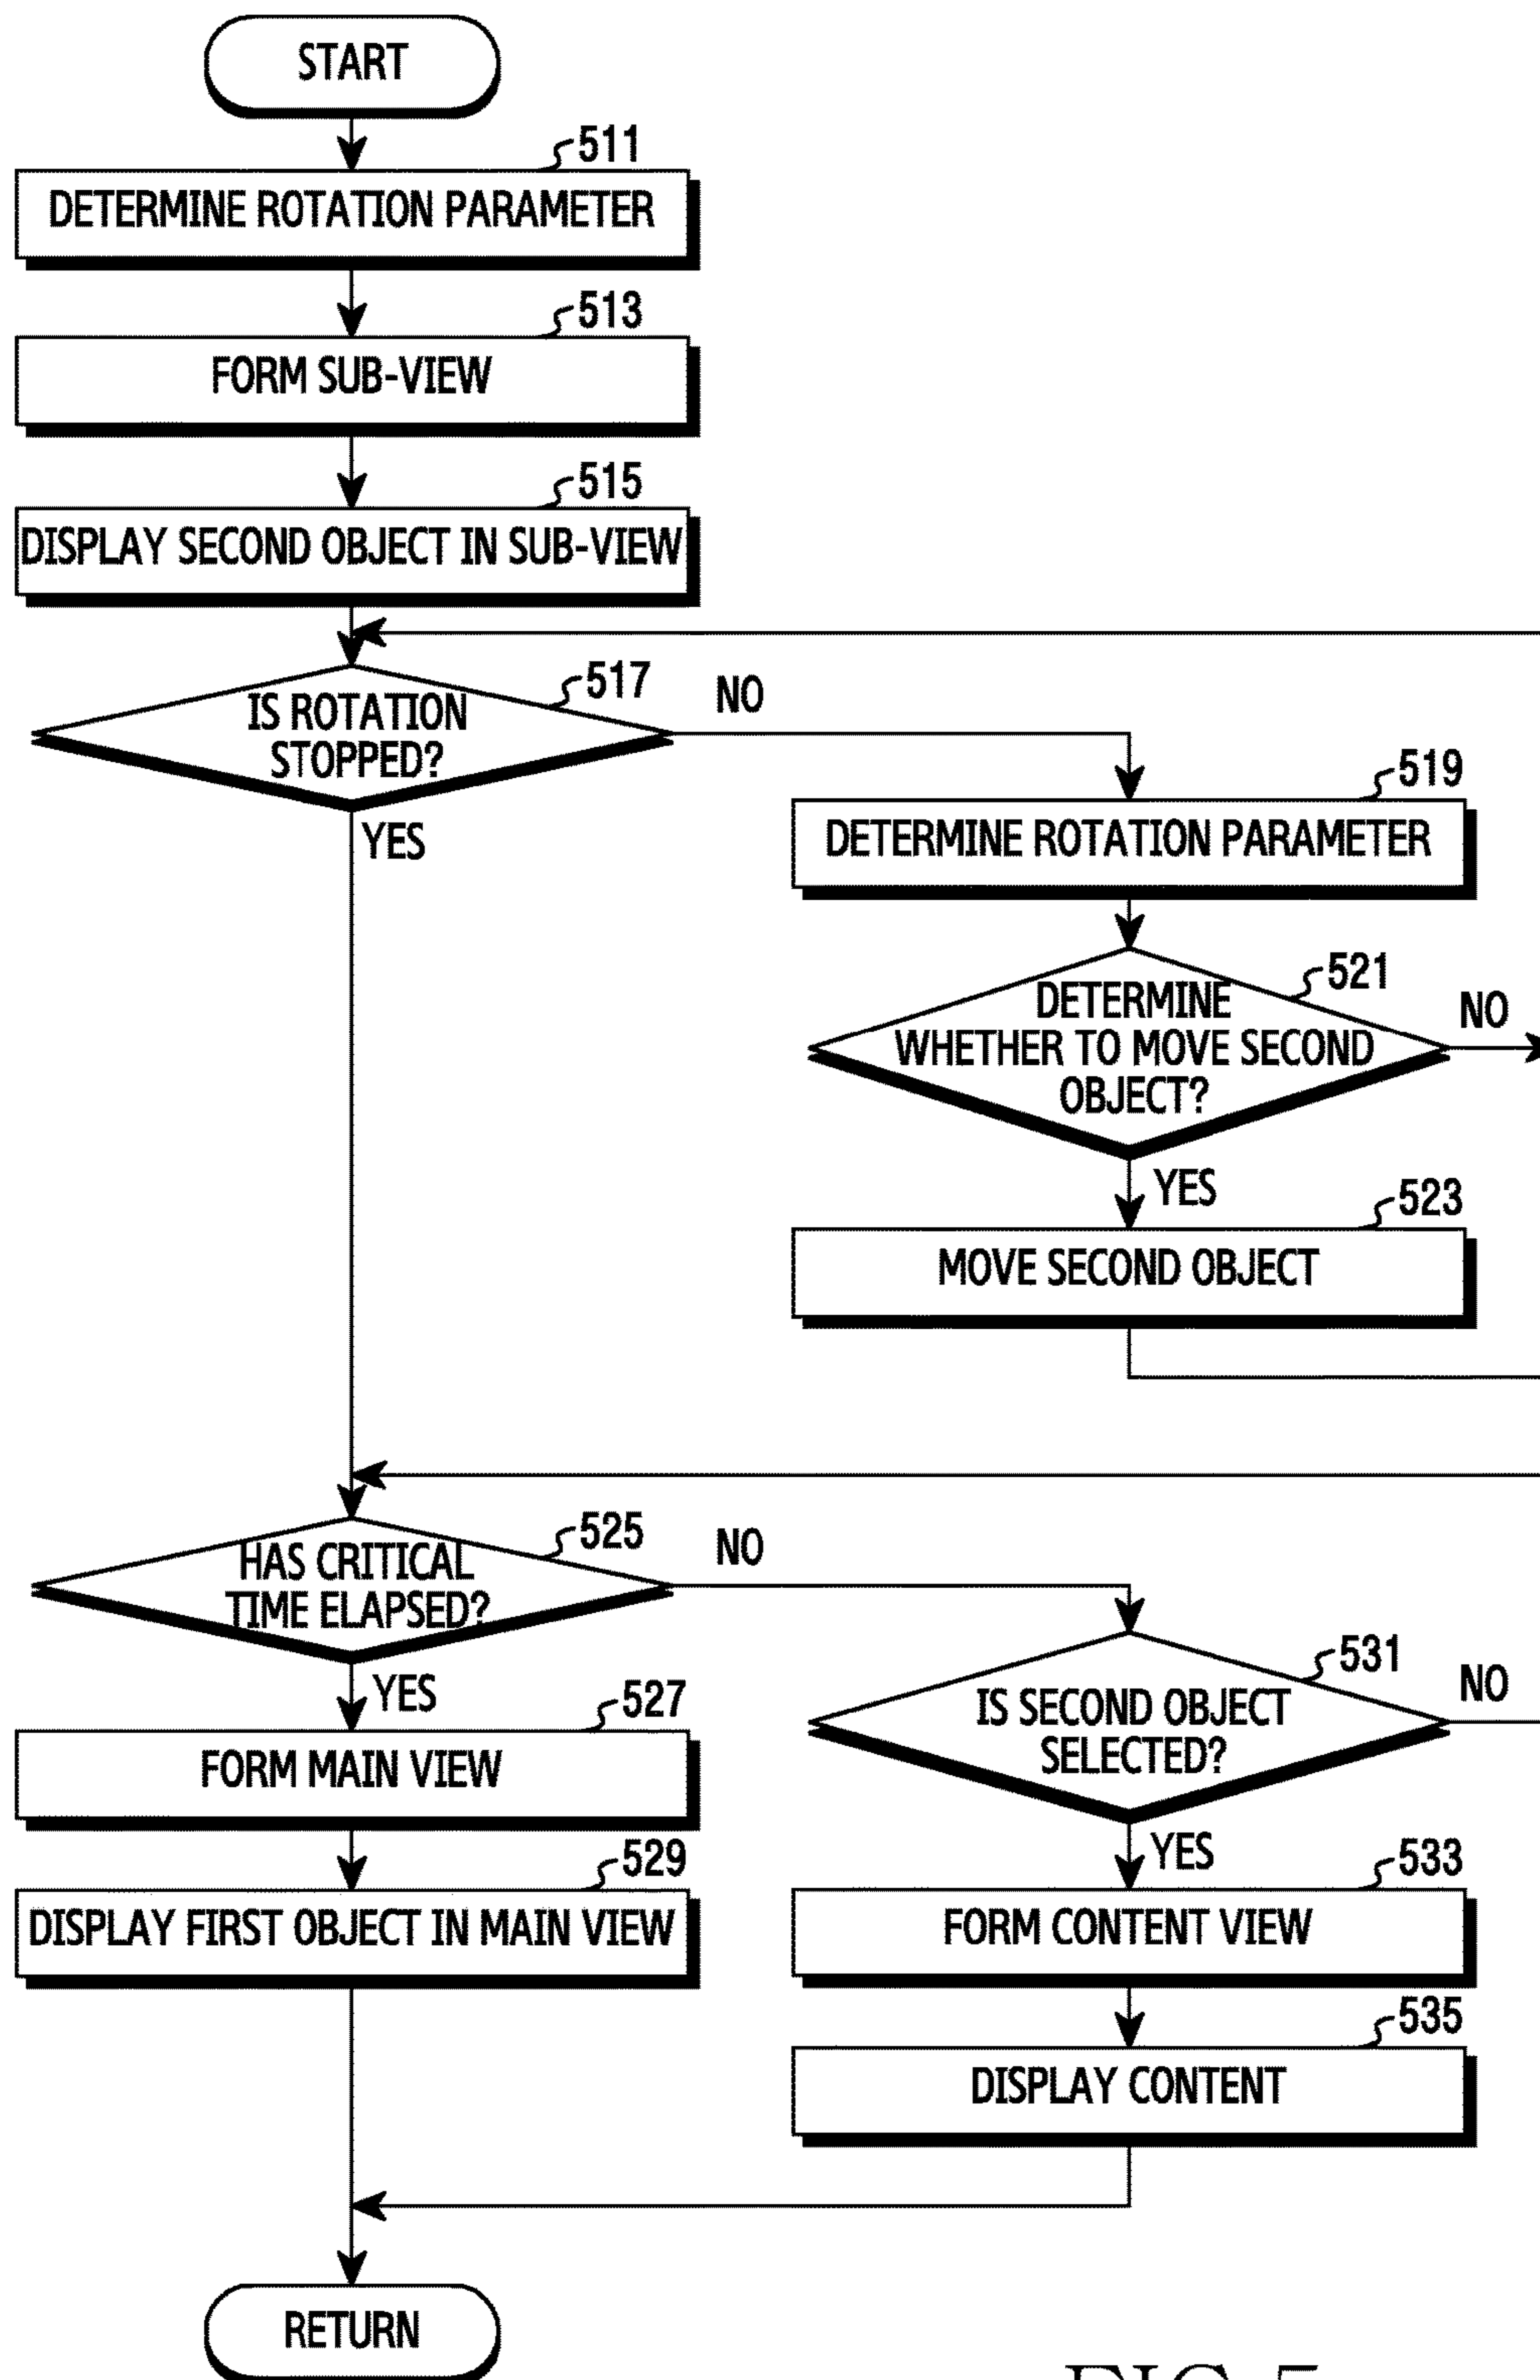 START
511
DETERMINE ROTATION PARAMETER
513
FORM SUB-VIEW
515
DISPLAY SECOND OBJECT IN SUB-VIEW
517
NO
IS ROTATION
STOPPED?
YES
519
DETERMINE ROTATION PARAMETER
521
NO
DETERMINE
WHETHER TO MOVE SECOND
OBJECT?
YES
523
MOVE SECOND OBJECT
525
NO
HAS CRITICAL
TIME ELAPSED?
YES
531
NO
IS SECOND OBJECT
SELECTED?
YES
527
FORM MAIN VIEW
529
DISPLAY FIRST OBJECT IN MAIN VIEW
533
FORM CONTENT VIEW
535
DISPLAY CONTENT
RETURN